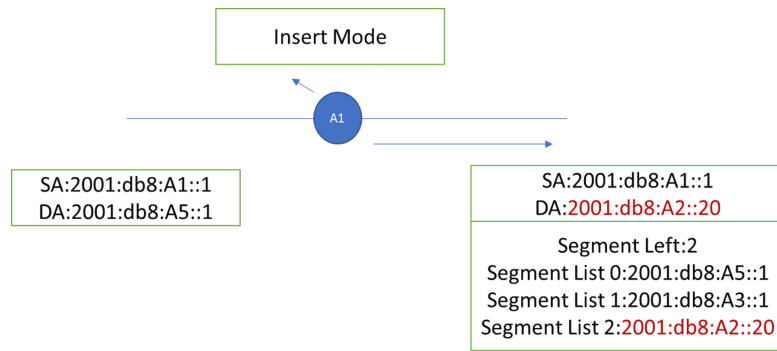 Insert Mode
A1
SA:2001:db8:A1::1
DA:2001:db8:A5::1
SA:2001:db8:A1::1
DA:2001:db8:A2::20
Segment Left:2
Segment List 0:2001:db8:A5::1
Segment List 1:2001:db8:A3::1
Segment List 2:2001:db8:A2::20